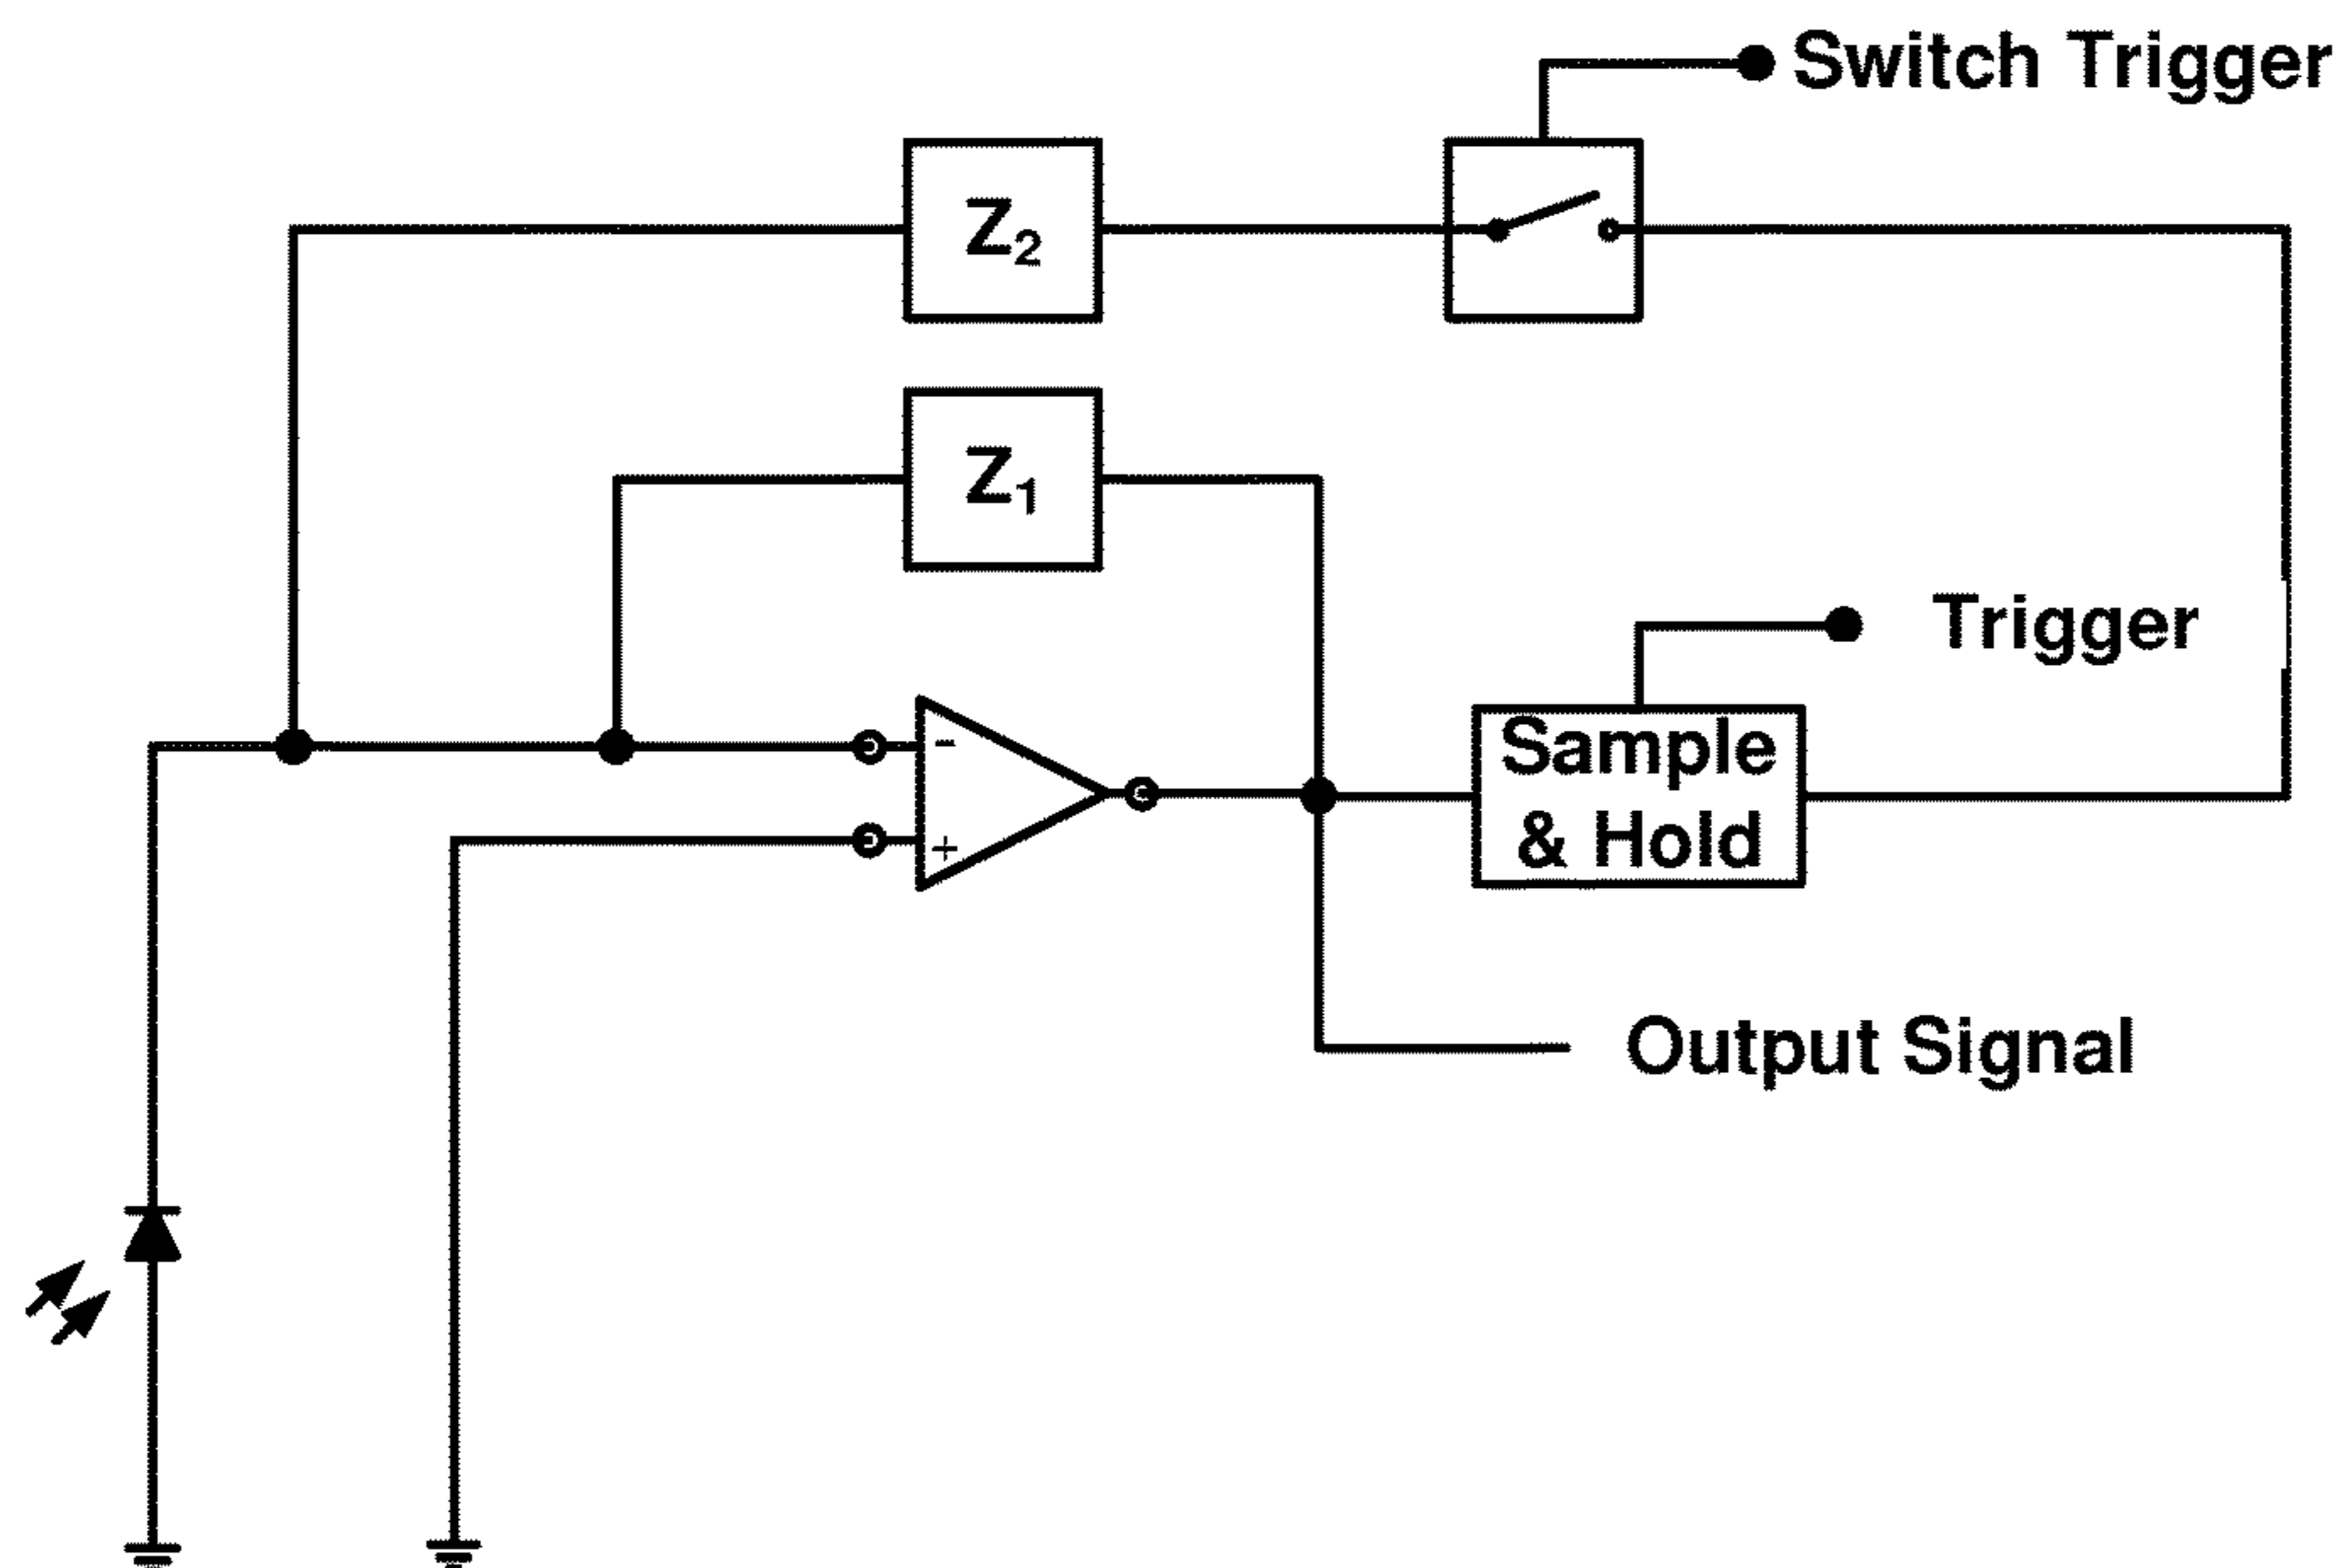 Switch Trigger
Z₂
Z₁
Trigger
-
+
Sample
& Hold
Output Signal